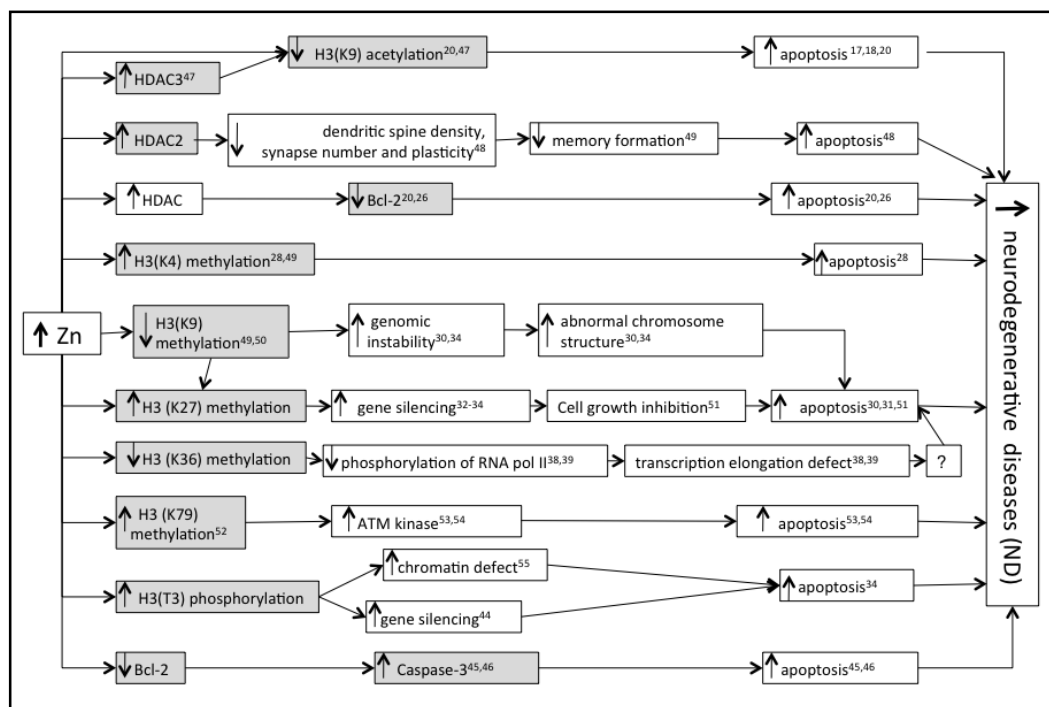 ↓ H3(K9) acetylation20,47
↑ apoptosis17,18,20
↑ HDAC347
↑ HDAC2
↓ dendritic spine density,
synapse number and plasticity48
↓ memory formation49
↑ apoptosis48
↑ HDAC
↓ Bcl-220,26
↑ apoptosis20,26
↑ H3(K4) methylation28,49
↑ apoptosis28
↑ Zn
↓ H3(K9)
methylation49,50
↑ genomic
instability30,34
↑ abnormal chromosome
structure30,34
↑ H3 (K27) methylation
↑ gene silencing32-34
Cell growth inhibition51
↑ apoptosis30,31,51
↓ H3 (K36) methylation
↓ phosphorylation of RNA pol II38,39
transcription elongation defect38,39
?
↑ H3 (K79)
methylation52
↑ ATM kinase53,54
↑ apoptosis53,54
↑ H3(T3) phosphorylation
↑ chromatin defect55
↑ gene silencing44
↑ apoptosis34
↓ Bcl-2
↑ Caspase-345,46
↑ apoptosis45,46
↑ neurodegenerative
diseases (ND)